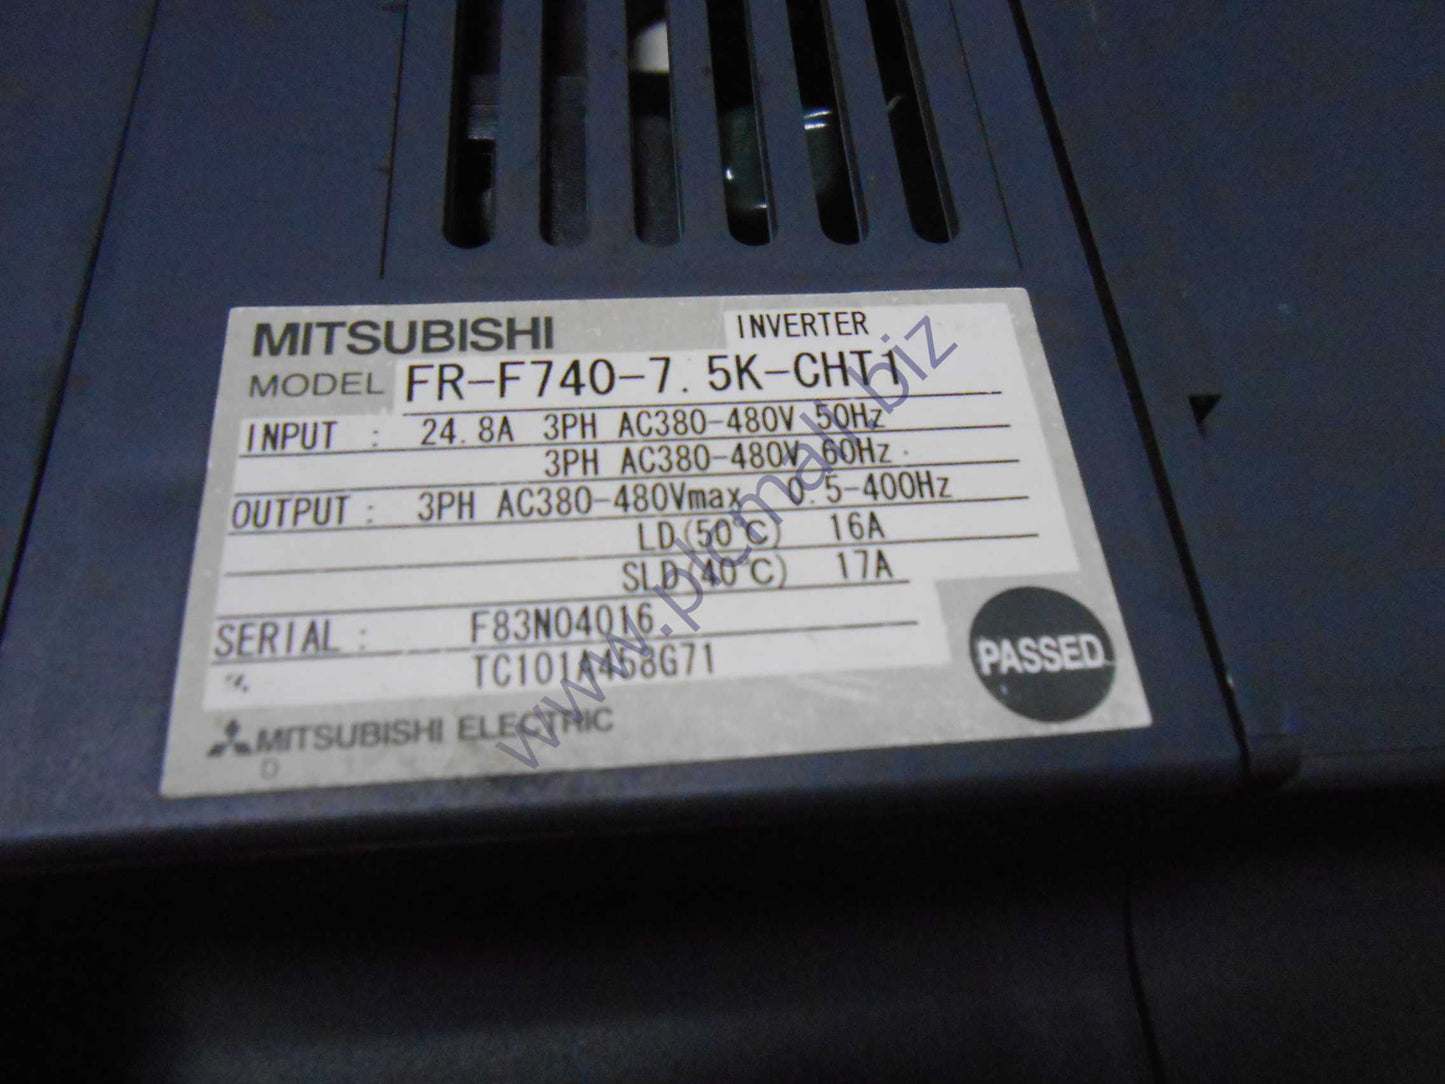 MITSUBISHI INVERTER
MODEL FR-F740-7.5K-CHT1
INPUT : 24.8A 3PH AC380-480V 50Hz
3PH AC380-480V 60Hz
OUTPUT : 3PH AC380-480Vmax 0.5-400Hz
LD(50℃) 16A
SLD(40℃) 17A
SERIAL : F83N04016
TC101A458G71
PASSED
MITSUBISHI ELECTRIC
D
www.plcmall.biz